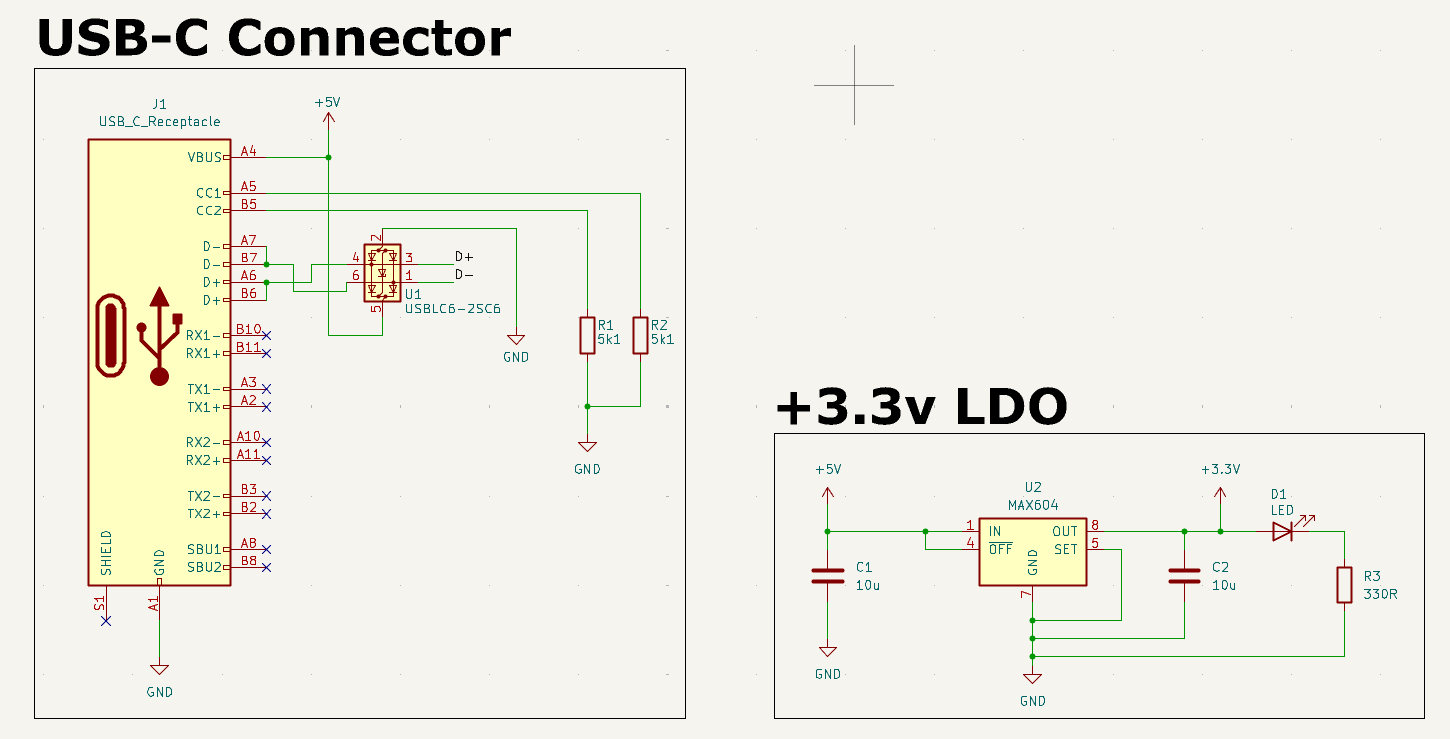 USB-C Connector
J1
USB_C_Receptacle
+5V
VBUS A4
CC1 A5
CC2 B5
D- A7
D- B7
D+ A6
D+ B6
RX1- B10
RX1+ B11
TX1- A3
TX1+ A2
RX2- A10
RX2+ A11
TX2- B3
TX2+ B2
SBU1 A8
SBU2 B8
SHIELD
GND
S1
A1
GND
2
4 3 D+
6 1 D-
5
U1
USBLC6-2SC6
GND
R1
5k1
R2
5k1
GND
+3.3v LDO
+5V
C1
10u
GND
U2
MAX604
1 IN OUT 8
4 OFF SET 5
GND
7
GND
+3.3V
C2
10u
D1
LED
R3
330R